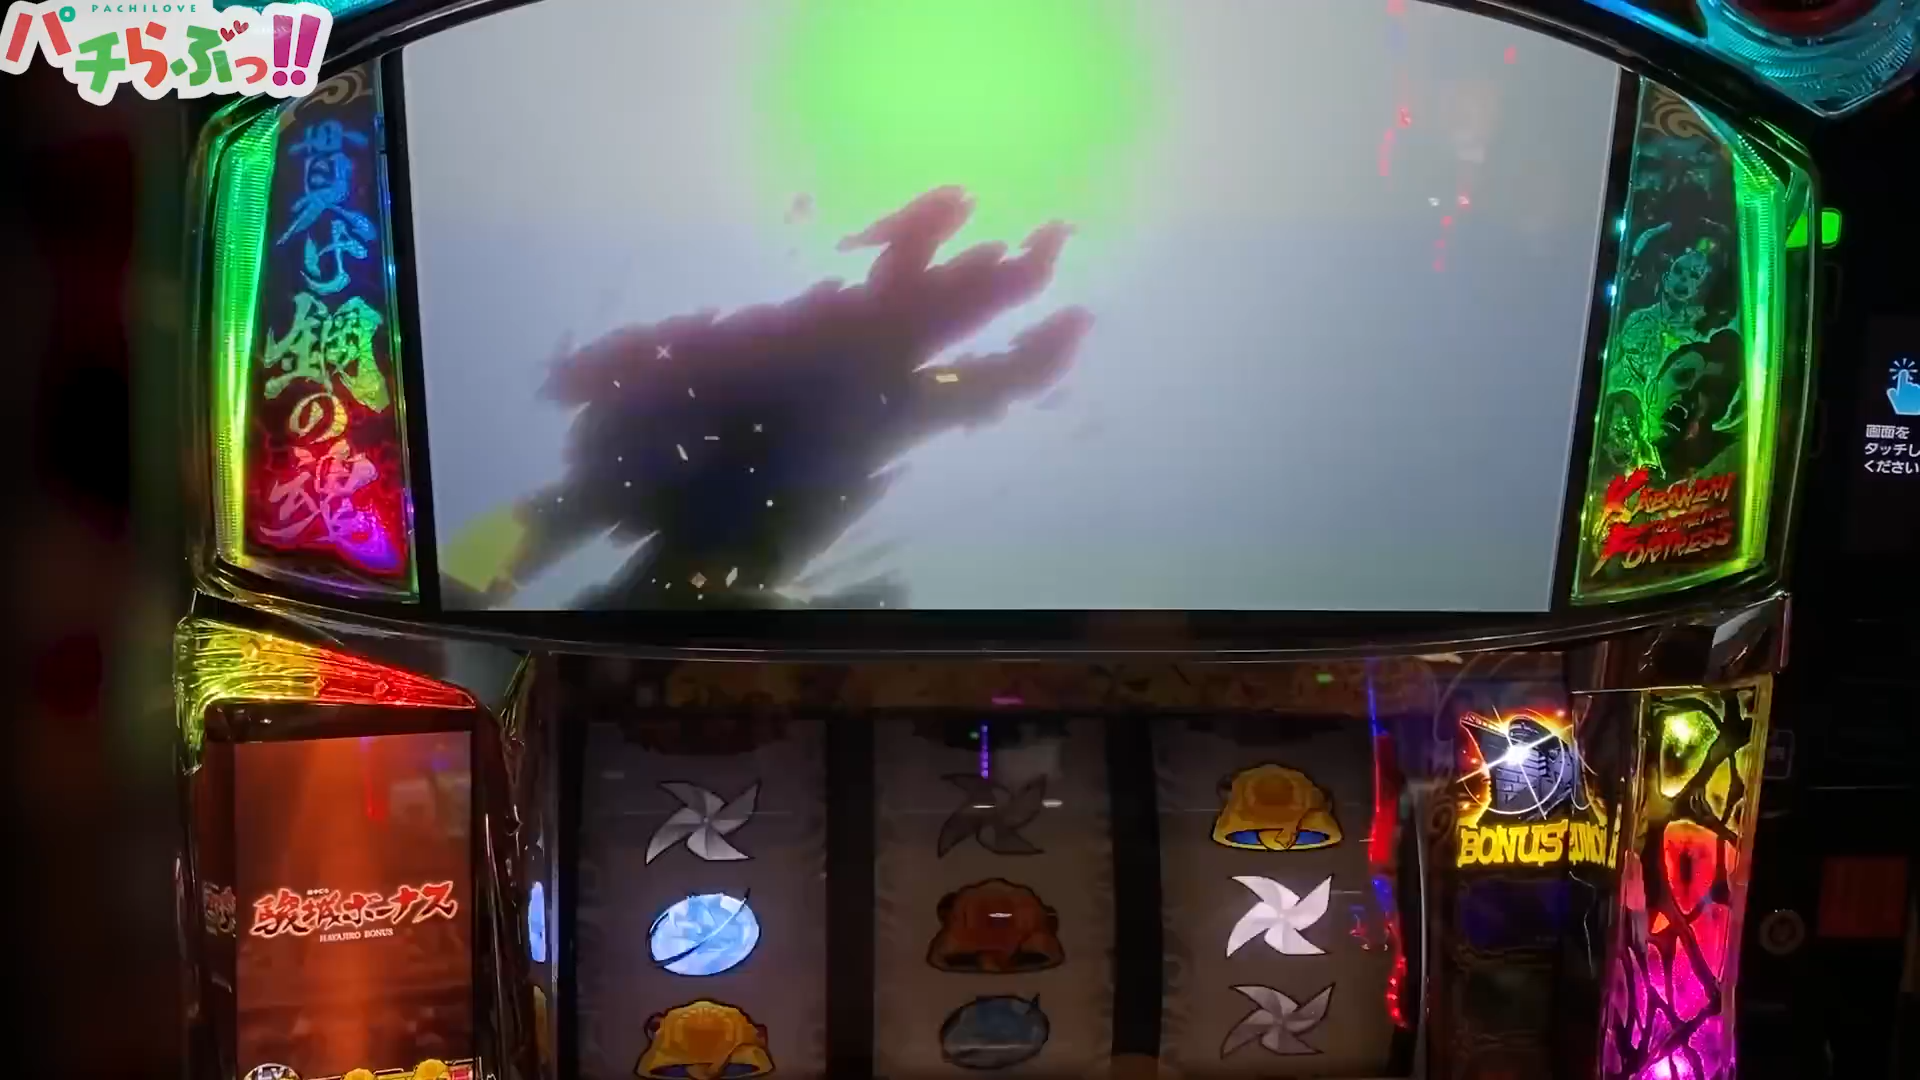 PACHILOVE
パチらぶっ!!
貫け
鋼の魂
KABANERI
FORTRESS
画面を
タッチし
ください
駿城ボーナス
HAYAJIRO BONUS
BONUS